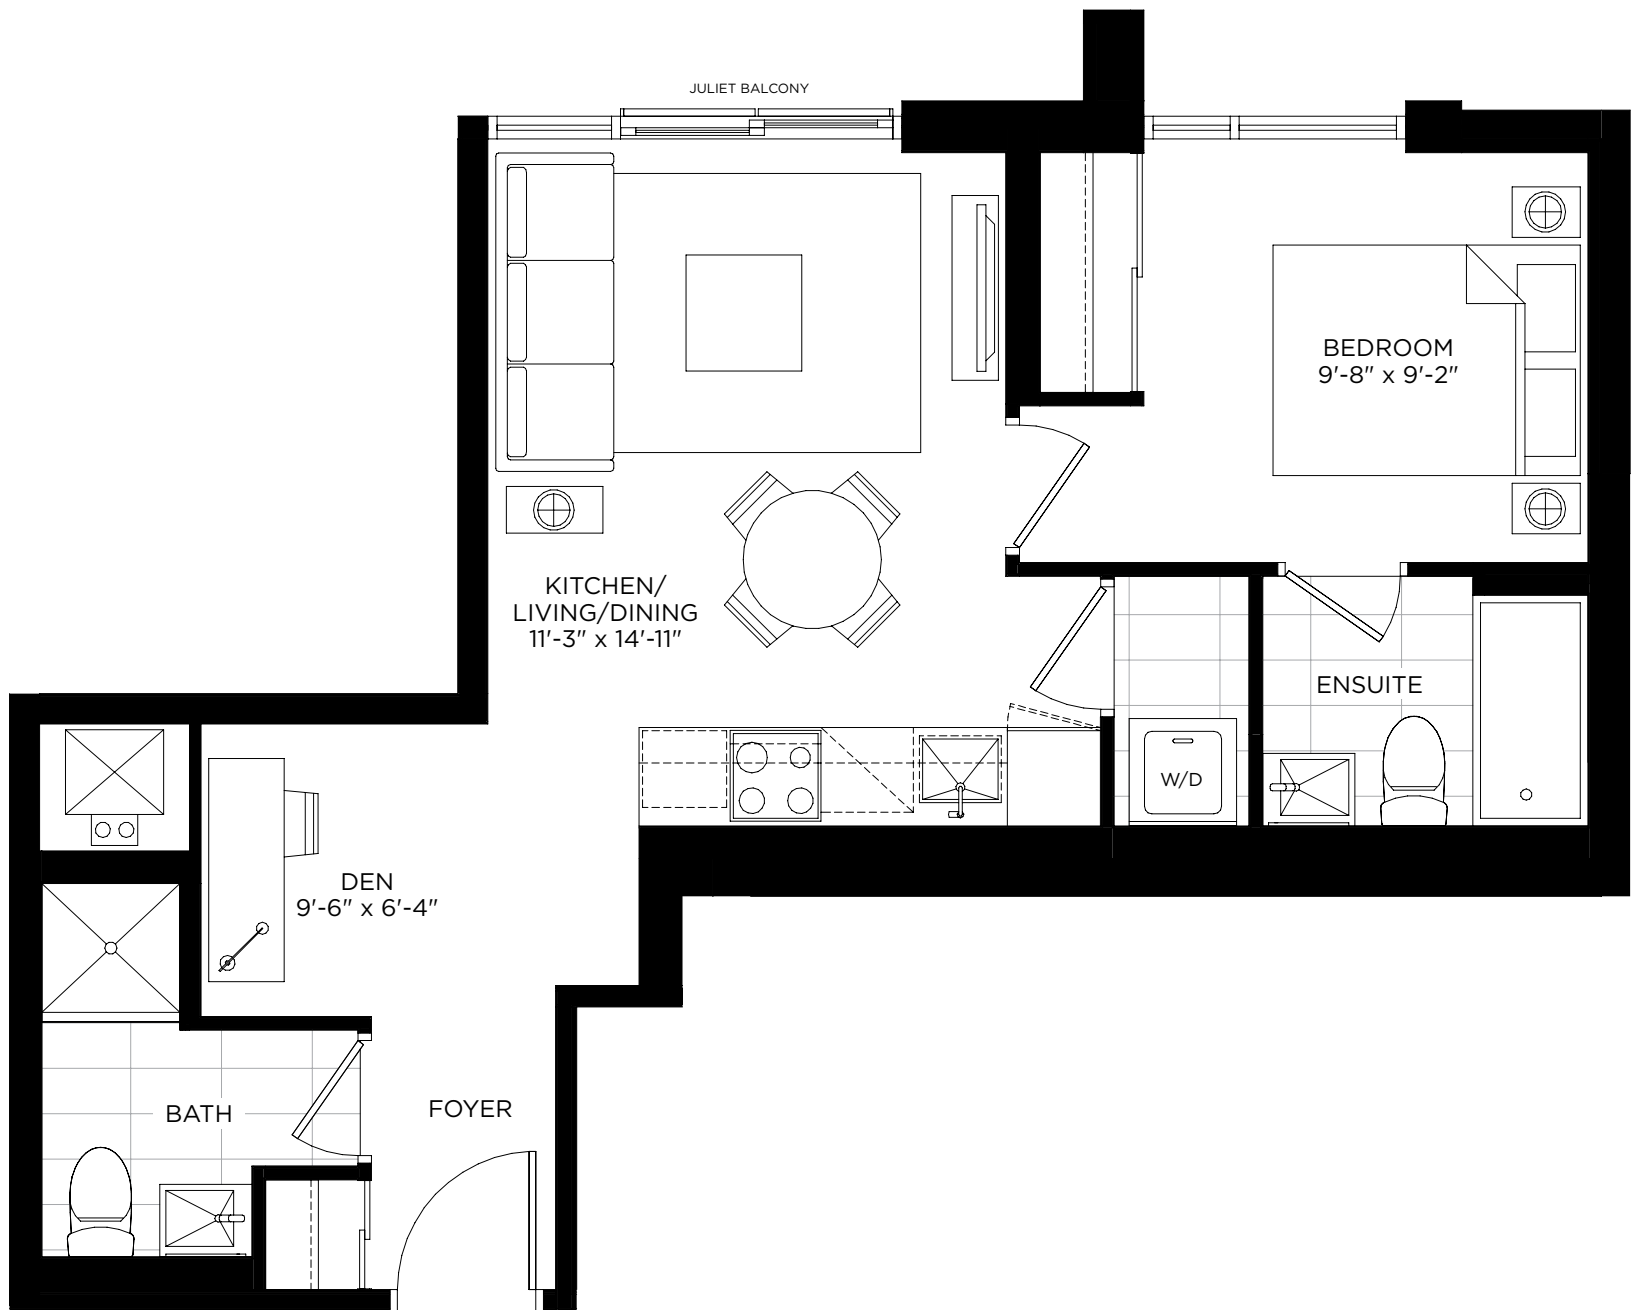 JULIET BALCONY
BEDROOM
9'-8" x 9'-2"
KITCHEN/
LIVING/DINING
11'-3" x 14'-11"
ENSUITE
W/D
DEN
9'-6" x 6'-4"
BATH
FOYER